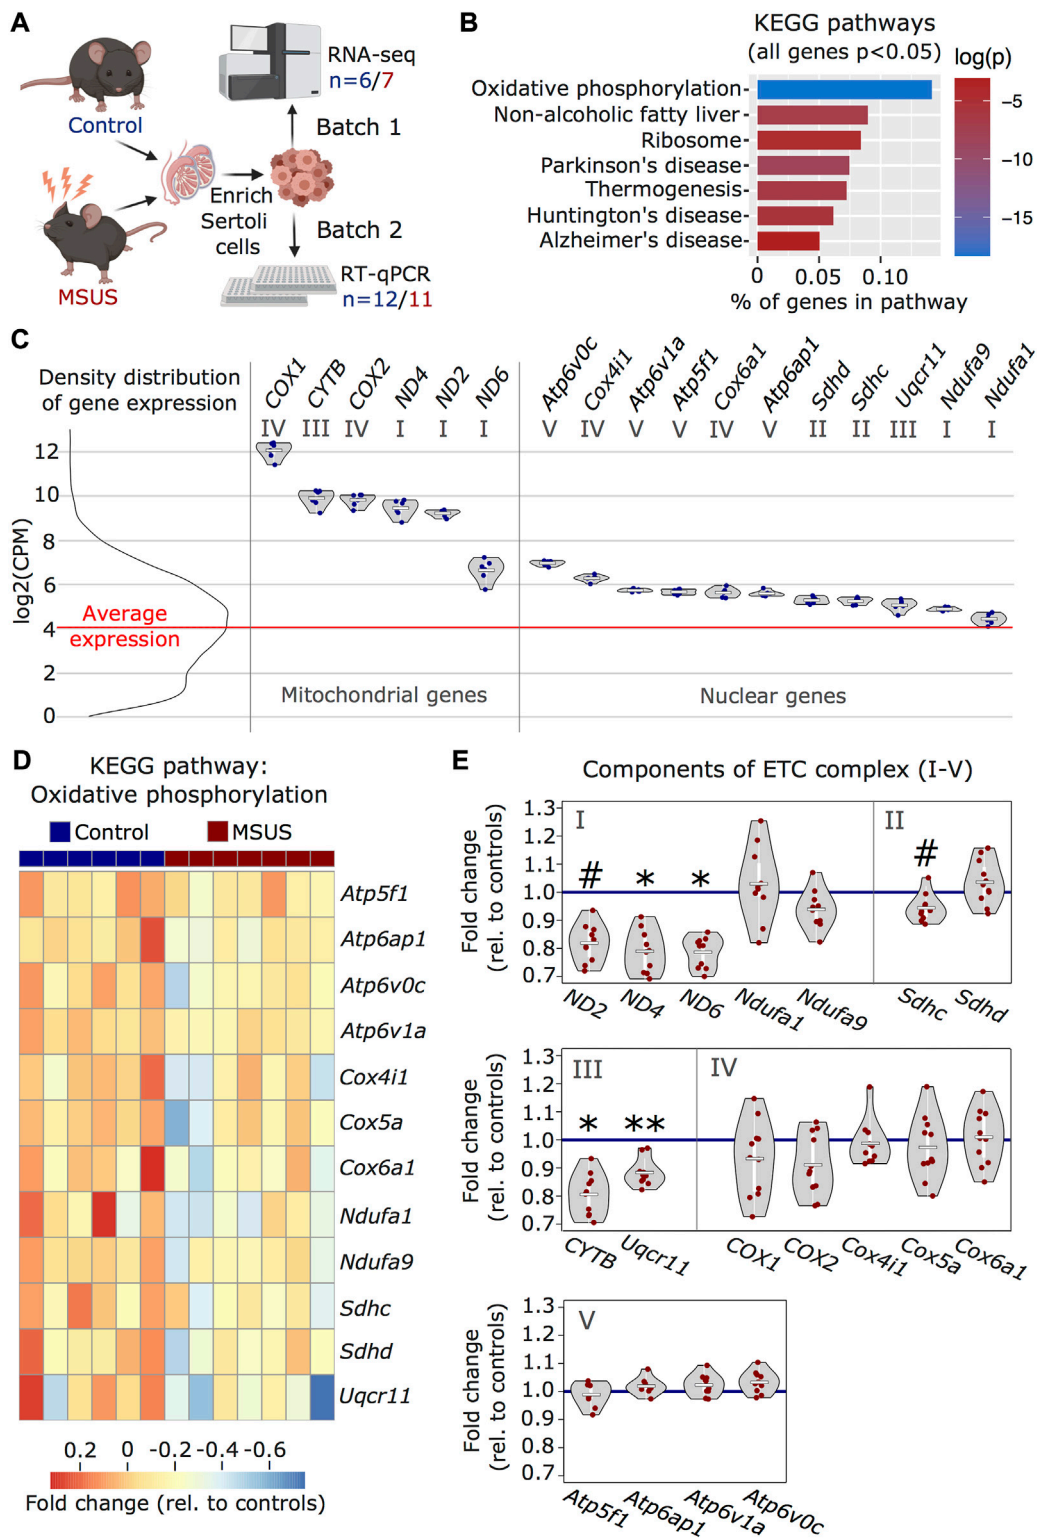 A
Control
MSUS
Enrich
Sertoli
cells
RNA-seq
n=6/7
Batch 1
Batch 2
RT-qPCR
n=12/11
B
KEGG pathways
(all genes p<0.05)
log(p)
Oxidative phosphorylation
Non-alcoholic fatty liver
Ribosome
Parkinson's disease
Thermogenesis
Huntington's disease
Alzheimer's disease
−5
−10
−15
0 0.05 0.10
% of genes in pathway
C
Density distribution
of gene expression
COX1 CYTB COX2 ND4 ND2 ND6 Atp6v0c Cox4i1 Atp6v1a Atp5f1 Cox6a1 Atp6ap1 Sdhd Sdhc Uqcr11 Ndufa9 Ndufa1
IV III IV I I I V IV V V IV V II II III I I
log2(CPM)
12
10
8
6
4
2
0
Average
expression
Mitochondrial genes
Nuclear genes
D
KEGG pathway:
Oxidative phosphorylation
Control MSUS
Atp5f1
Atp6ap1
Atp6v0c
Atp6v1a
Cox4i1
Cox5a
Cox6a1
Ndufa1
Ndufa9
Sdhc
Sdhd
Uqcr11
0.2 0 -0.2 -0.4 -0.6
Fold change (rel. to controls)
E
Components of ETC complex (I-V)
Fold change
(rel. to controls)
1.3
1.2
1.1
1.0
0.9
0.8
0.7
I II
# * * #
ND2 ND4 ND6 Ndufa1 Ndufa9 Sdhc Sdhd
Fold change
(rel. to controls)
1.3
1.2
1.1
1.0
0.9
0.8
0.7
III IV
* **
CYTB Uqcr11 COX1 COX2 Cox4i1 Cox5a Cox6a1
Fold change
(rel. to controls)
1.3
1.2
1.1
1.0
0.9
0.8
0.7
V
Atp5f1 Atp6ap1 Atp6v1a Atp6v0c